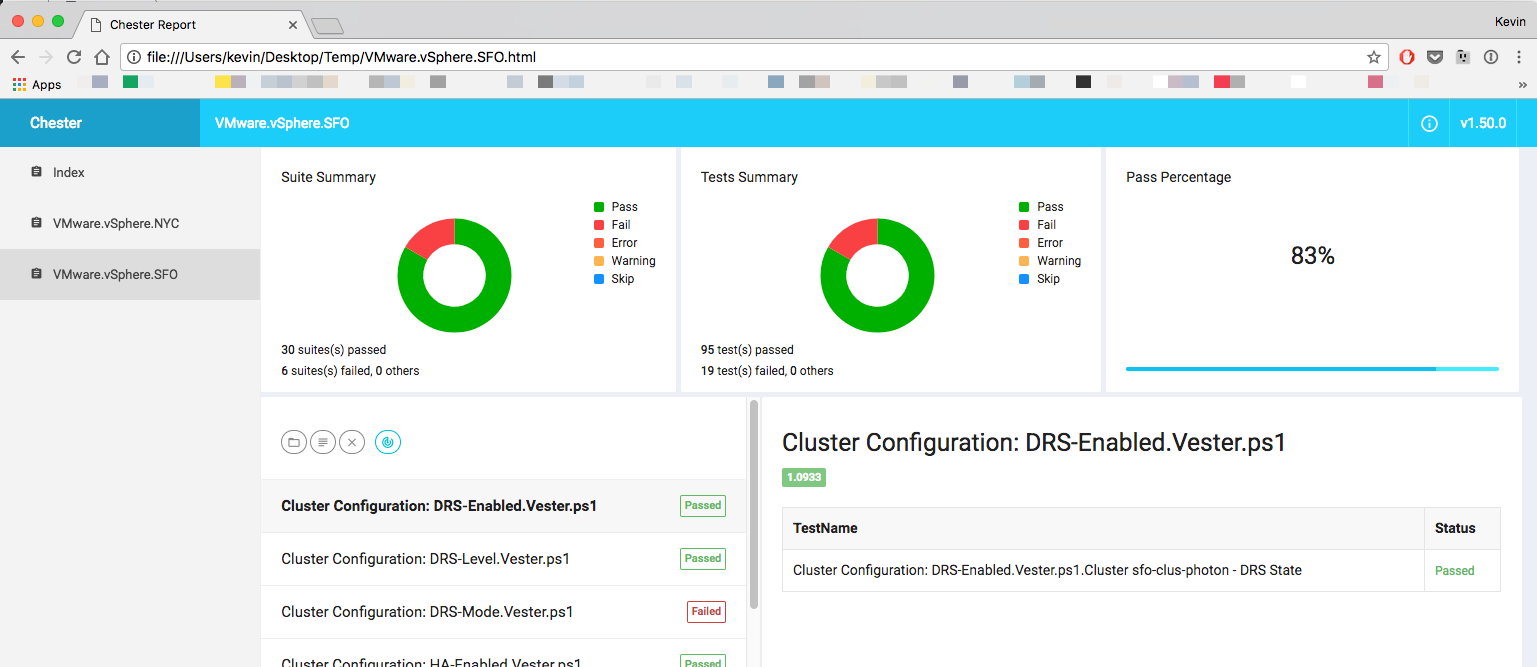 Chester Report
Kevin
file:///Users/kevin/Desktop/Temp/VMware.vSphere.SFO.html
Apps
»
Chester
VMware.vSphere.SFO
v1.50.0
Index
VMware.vSphere.NYC
VMware.vSphere.SFO
Suite Summary
Pass
Fail
Error
Warning
Skip
30 suites(s) passed
6 suites(s) failed, 0 others
Tests Summary
Pass
Fail
Error
Warning
Skip
95 test(s) passed
19 test(s) failed, 0 others
Pass Percentage
83%
Cluster Configuration: DRS-Enabled.Vester.ps1
Passed
Cluster Configuration: DRS-Level.Vester.ps1
Passed
Cluster Configuration: DRS-Mode.Vester.ps1
Failed
Cluster Configuration: HA-Enabled.Vester.ps1
Passed
Cluster Configuration: DRS-Enabled.Vester.ps1
1.0933
TestName
Status
Cluster Configuration: DRS-Enabled.Vester.ps1.Cluster sfo-clus-photon - DRS State
Passed